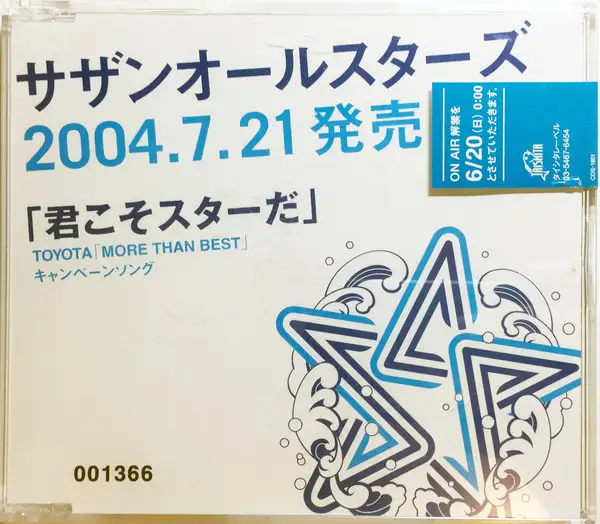 サザンオールスターズ
2004.7.21 発売
「君こそスターだ」
TOYOTA「MORE THAN BEST」
キャンペーンソング
001366
ON AIR 解禁を
6/20(日)0:00
とさせていただきます。
TAISHITA
タイシタレーベル
03-5467-6454